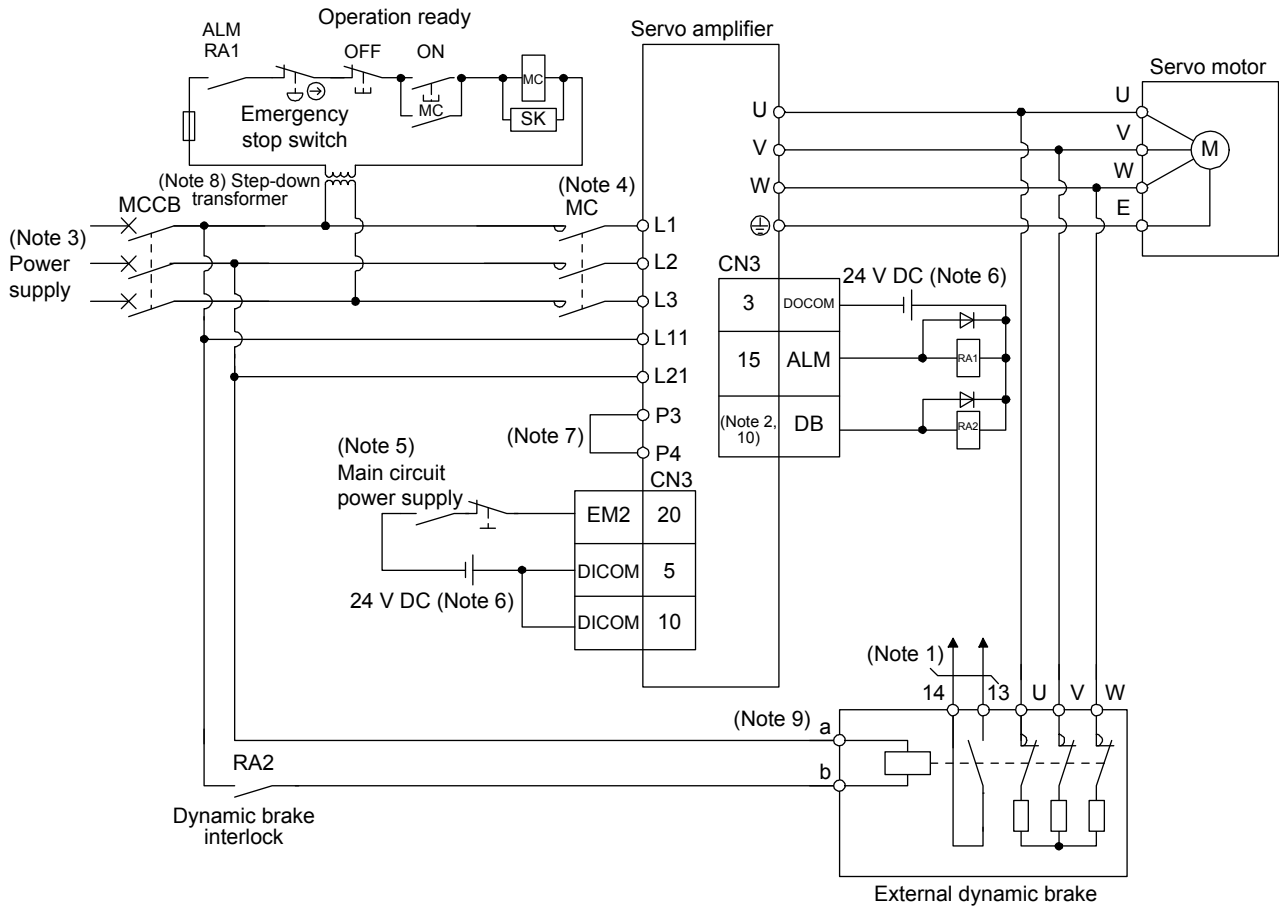 Operation ready
ALM
RA1
OFF
ON
MC
MC
SK
Emergency
stop switch
(Note 8) Step-down
transformer
MCCB
(Note 3)
Power
supply
(Note 4)
MC
Servo amplifier
U
V
W
L1
L2
L3
L11
L21
P3
P4
(Note 7)
Servo motor
U
V
W
E
M
CN3
3
DOCOM
15
ALM
(Note 2,
10)
DB
24 V DC (Note 6)
RA1
RA2
(Note 5)
Main circuit
power supply
CN3
EM2
20
DICOM
5
DICOM
10
24 V DC (Note 6)
(Note 1)
14
13
U
V
W
(Note 9)
a
b
RA2
Dynamic brake
interlock
External dynamic brake